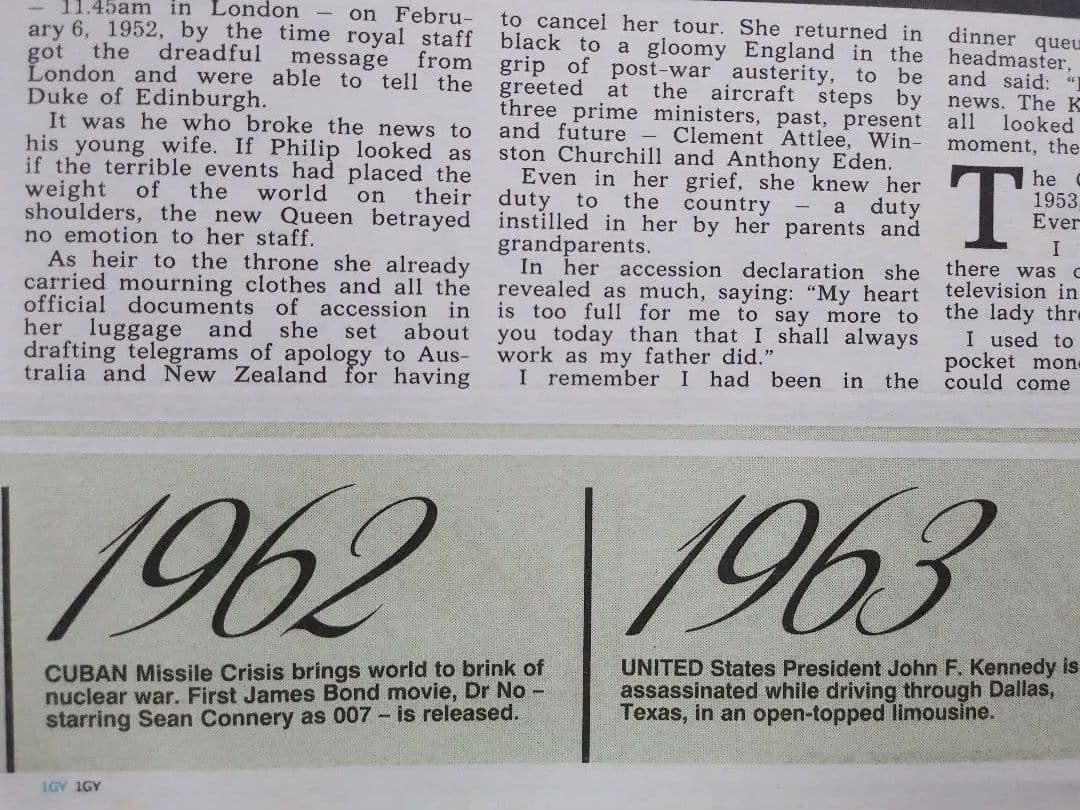 – 11.45am in London – on Febru-
ary 6, 1952, by the time royal staff
got the dreadful message from
London and were able to tell the
Duke of Edinburgh.
It was he who broke the news to
his young wife. If Philip looked as
if the terrible events had placed the
weight of the world on their
shoulders, the new Queen betrayed
no emotion to her staff.
As heir to the throne she already
carried mourning clothes and all the
official documents of accession in
her luggage and she set about
drafting telegrams of apology to Aus-
tralia and New Zealand for having
to cancel her tour. She returned in
black to a gloomy England in the
grip of post-war austerity, to be
greeted at the aircraft steps by
three prime ministers, past, present
and future – Clement Attlee, Win-
ston Churchill and Anthony Eden.
Even in her grief, she knew her
duty to the country – a duty
instilled in her by her parents and
grandparents.
In her accession declaration she
revealed as much, saying: “My heart
is too full for me to say more to
you today than that I shall always
work as my father did.”
I remember I had been in the
dinner
headmaster,
and said:
news. The
all looked
moment, the
The
1953
I
there was
television in
the lady
I used to
pocket
could come
1962
CUBAN Missile Crisis brings world to brink of
nuclear war. First James Bond movie, Dr No –
starring Sean Connery as 007 – is released.
1963
UNITED States President John F. Kennedy is
assassinated while driving through Dallas,
Texas, in an open-topped limousine.
1GY 1GY